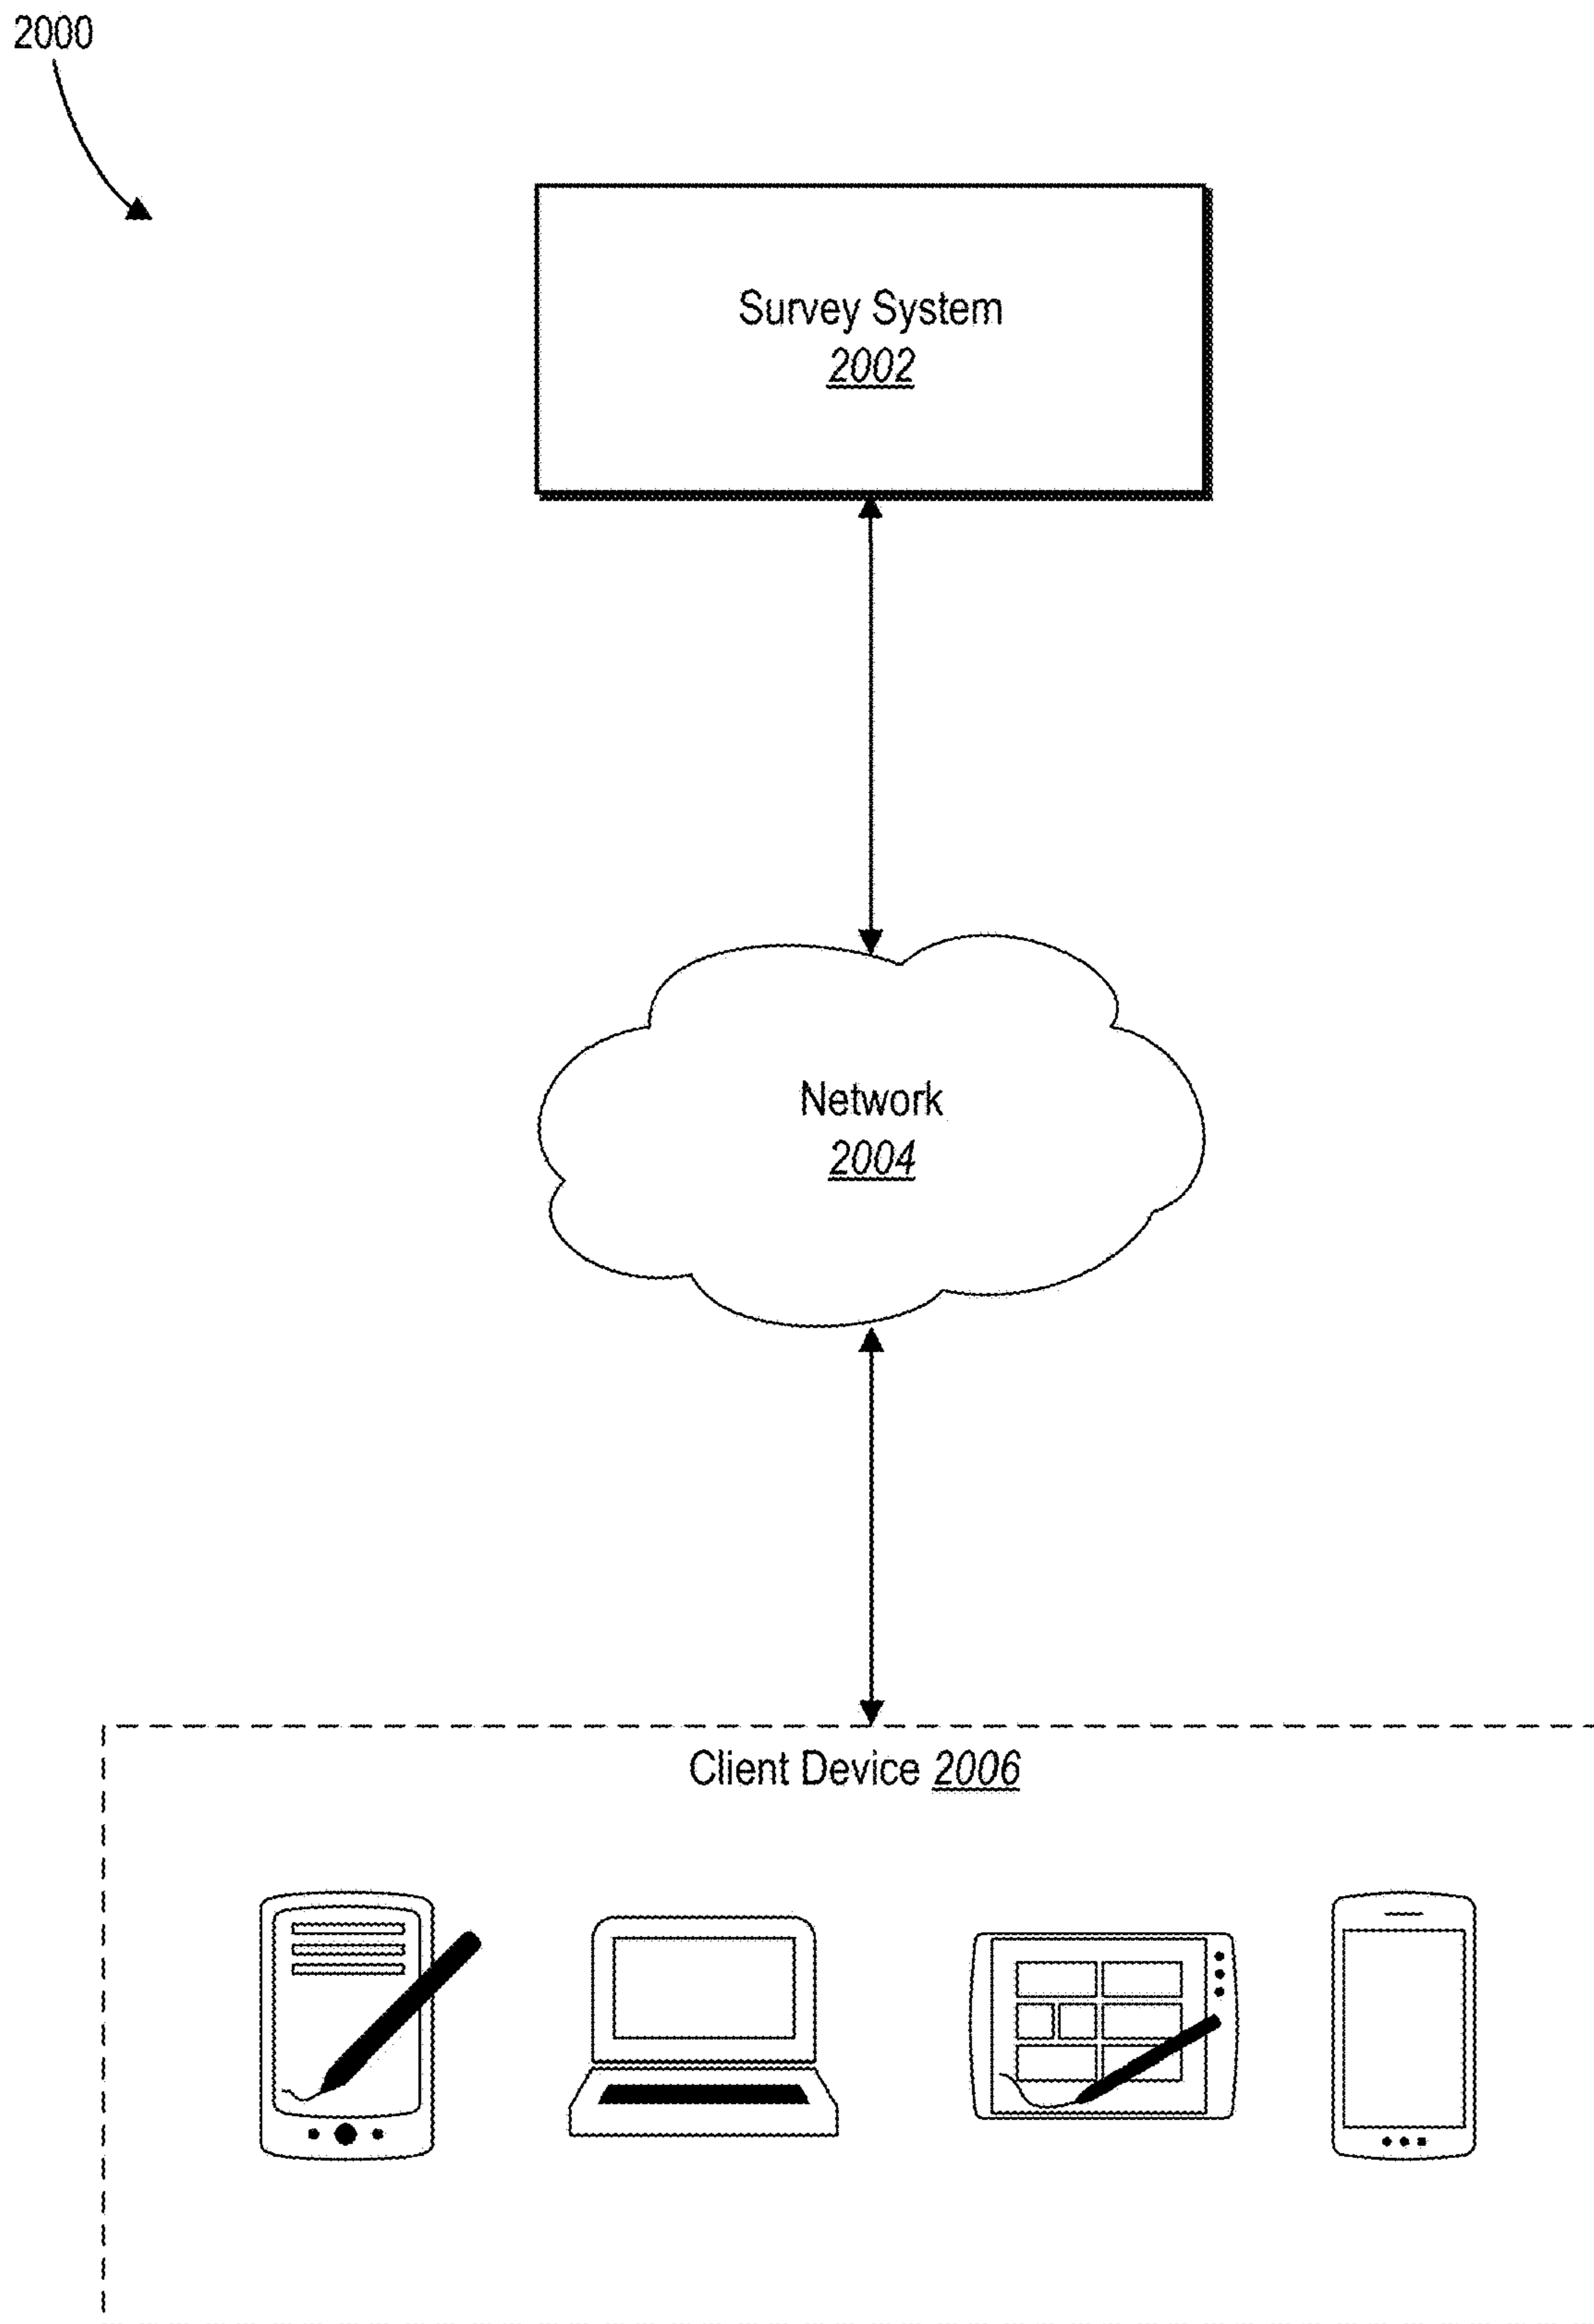 2000
Survey System
2002
Network
2004
Client Device 2006